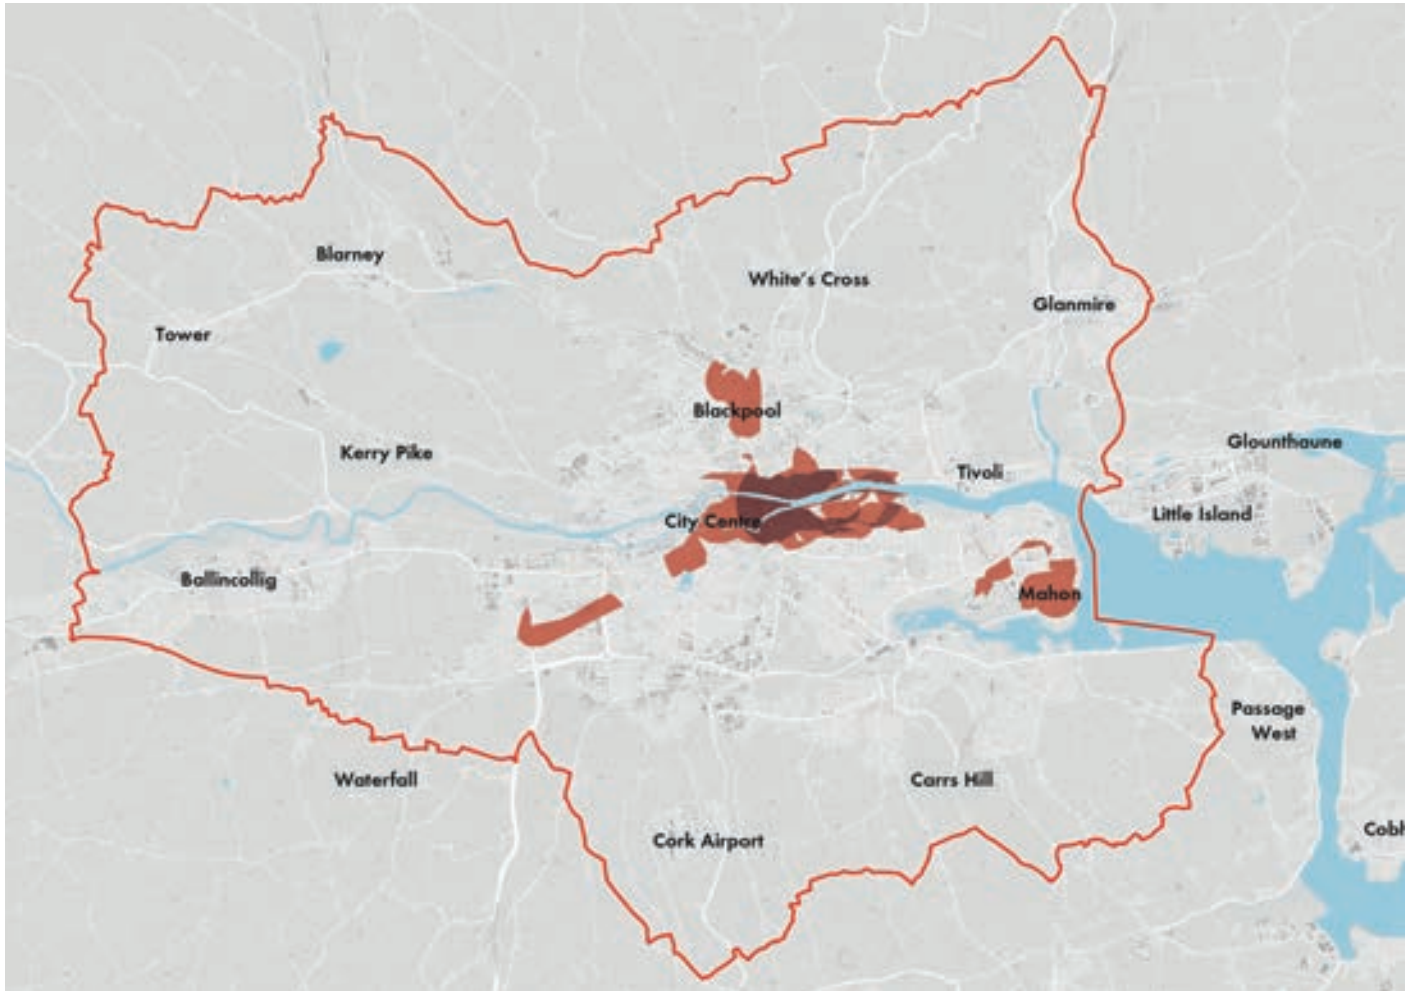 Blarney
White's Cross
Glanmire
Tower
Blackpool
Glounthaune
Kerry Pike
Tivoli
Little Island
City Centre
Ballincollig
Mahon
Passage
West
Waterfall
Carrs Hill
Cork Airport
Cobh